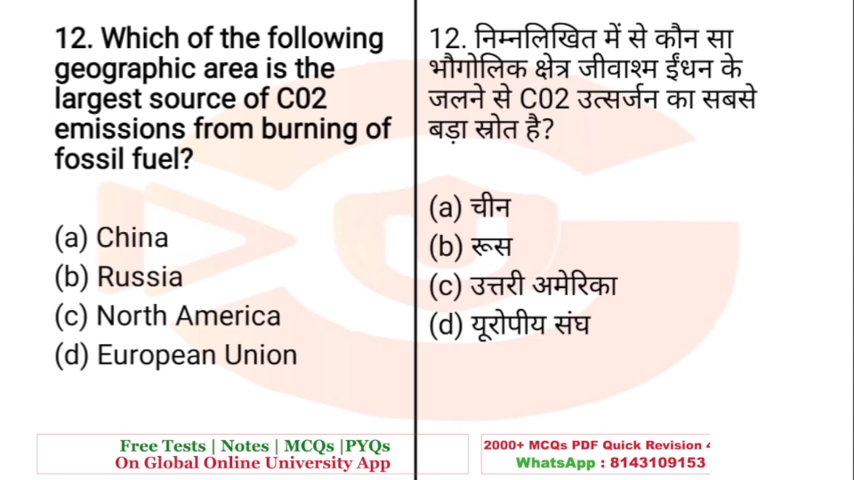 12. Which of the following
geographic area is the
largest source of C02
emissions from burning of
fossil fuel?
(a) China
(b) Russia
(c) North America
(d) European Union
12. निम्नलिखित में से कौन सा
भौगोलिक क्षेत्र जीवाश्म ईंधन के
जलने से C02 उत्सर्जन का सबसे
बड़ा स्रोत है?
(a) चीन
(b) रूस
(c) उत्तरी अमेरिका
(d) यूरोपीय संघ
Free Tests | Notes | MCQs |PYQs
On Global Online University App
2000+ MCQs PDF Quick Revision
WhatsApp : 8143109153